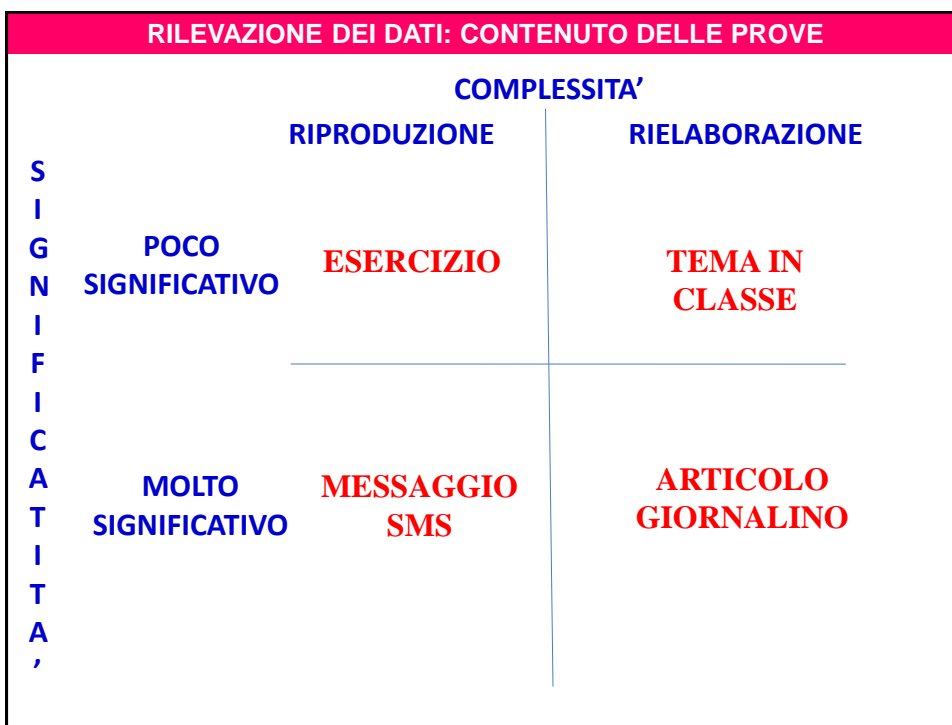 RILEVAZIONE DEI DATI: CONTENUTO DELLE PROVE
COMPLESSITA’
RIPRODUZIONE RIELABORAZIONE
S
I
G
N
I
F
I
C
A
T
I
T
A
’
POCO
SIGNIFICATIVO
ESERCIZIO
TEMA IN
CLASSE
MOLTO
SIGNIFICATIVO
MESSAGGIO
SMS
ARTICOLO
GIORNALINO